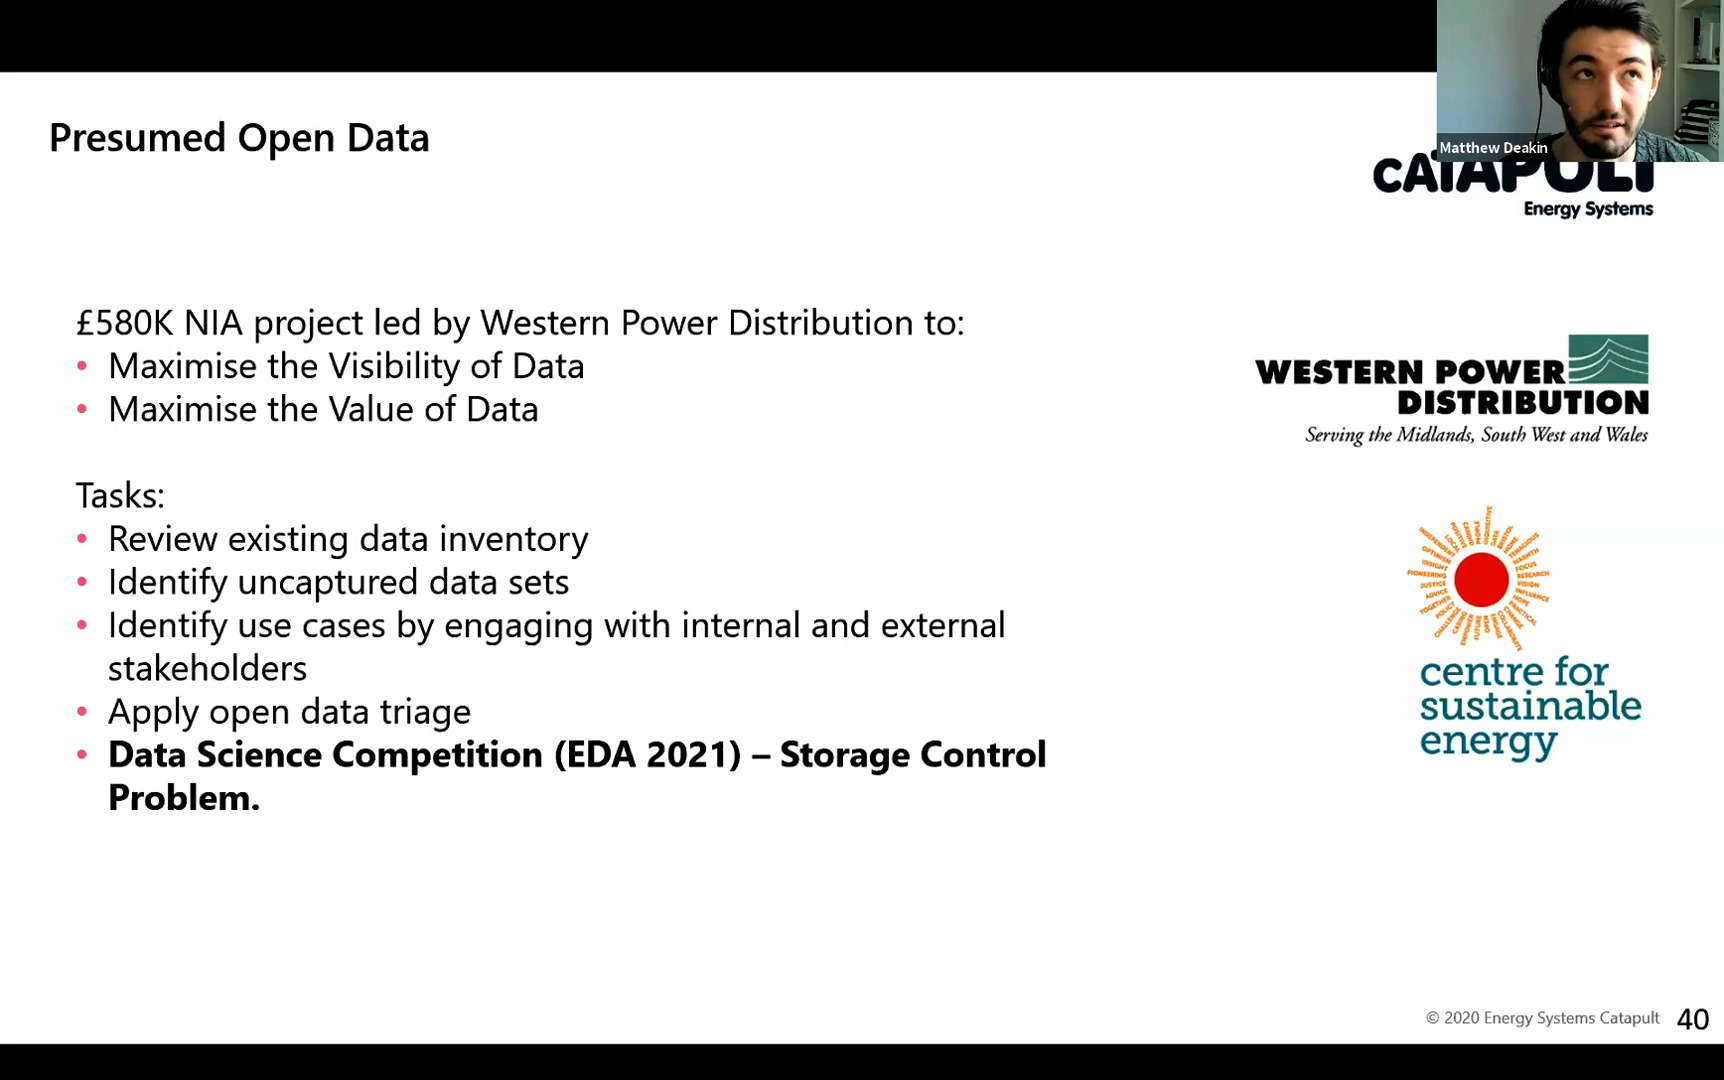 Matthew Deakin
Presumed Open Data
CATAPULT
Energy Systems
£580K NIA project led by Western Power Distribution to:
• Maximise the Visibility of Data
• Maximise the Value of Data
WESTERN POWER
DISTRIBUTION
Serving the Midlands, South West and Wales
Tasks:
• Review existing data inventory
• Identify uncaptured data sets
• Identify use cases by engaging with internal and external
stakeholders
• Apply open data triage
• Data Science Competition (EDA 2021) – Storage Control
Problem.
centre for
sustainable
energy
© 2020 Energy Systems Catapult
40